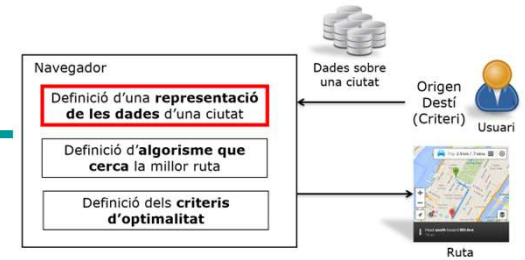 Navegador
Definició d'una representació
de les dades d'una ciutat
Definició d'algorisme que
cerca la millor ruta
Definició dels criteris
d'optimalitat
Dades sobre
una ciutat
Origen
Destí
(Criteri)
Usuari
Ruta